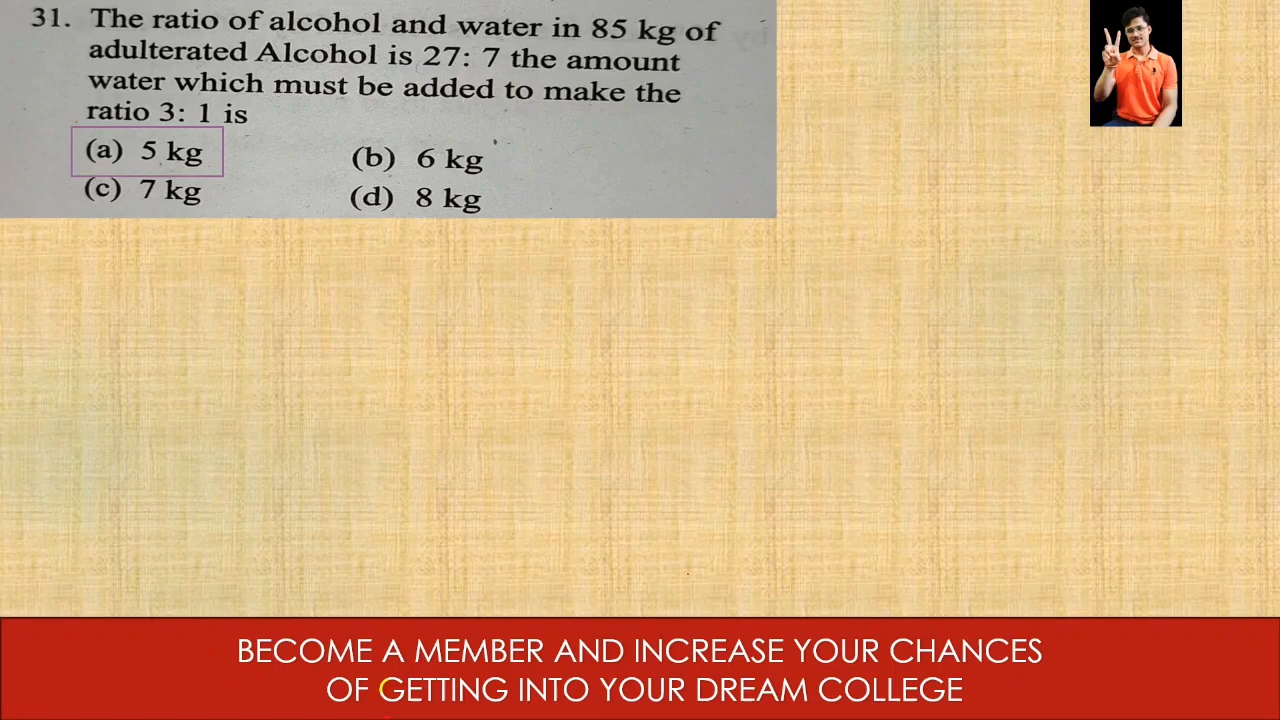 31. The ratio of alcohol and water in 85 kg of
adulterated Alcohol is 27: 7 the amount
water which must be added to make the
ratio 3: 1 is
(a) 5 kg (b) 6 kg
(c) 7 kg (d) 8 kg
BECOME A MEMBER AND INCREASE YOUR CHANCES
OF GETTING INTO YOUR DREAM COLLEGE